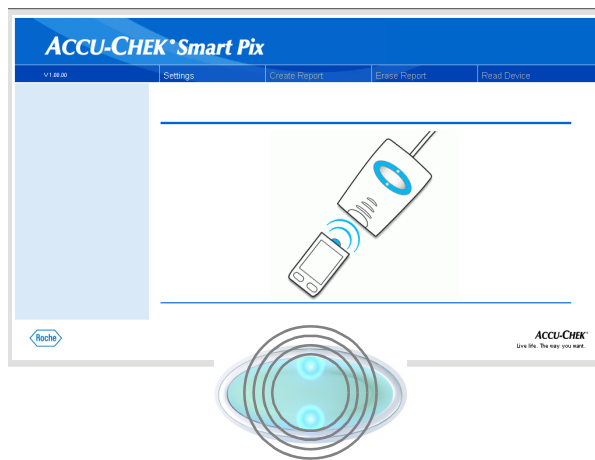 ACCU-CHEK® Smart Pix
V 1.00.00 Settings Create Report Erase Report Read Device
Roche
ACCU-CHEK®
Live life. The way you want.